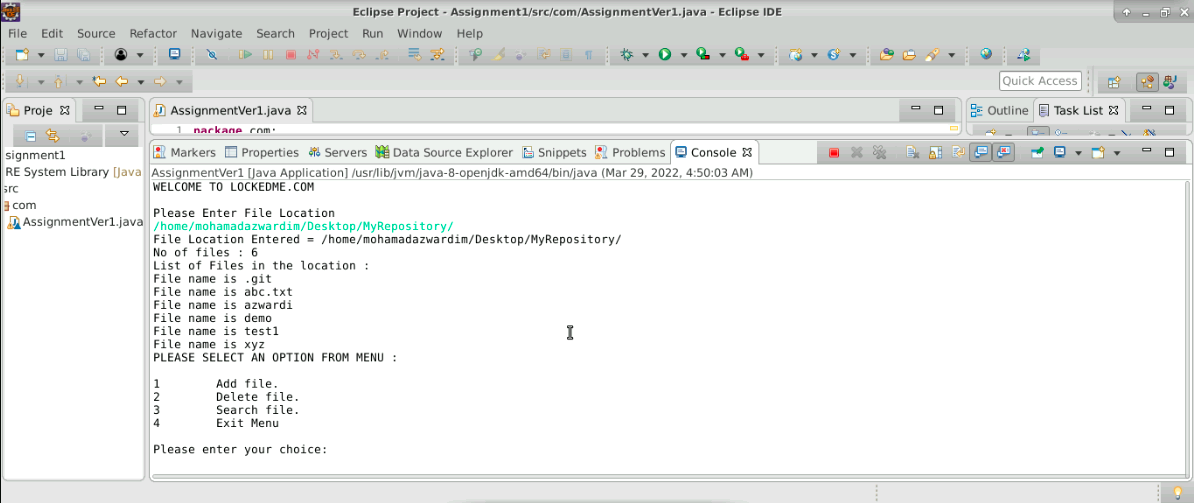 Eclipse Project - Assignment1/src/com/AssignmentVer1.java - Eclipse IDE
File Edit Source Refactor Navigate Search Project Run Window Help
Quick Access
Proje
AssignmentVer1.java
Outline
Task List
1 package com;
signment1
RE System Library [Java
src
com
AssignmentVer1.java
Markers Properties Servers Data Source Explorer Snippets Problems Console
AssignmentVer1 [Java Application] /usr/lib/jvm/java-8-openjdk-amd64/bin/java (Mar 29, 2022, 4:50:03 AM)
WELCOME TO LOCKEDME.COM
Please Enter File Location
/home/mohamadazwardim/Desktop/MyRepository/
File Location Entered = /home/mohamadazwardim/Desktop/MyRepository/
No of files : 6
List of Files in the location :
File name is .git
File name is abc.txt
File name is azwardi
File name is demo
File name is test1
File name is xyz
PLEASE SELECT AN OPTION FROM MENU :
1 Add file.
2 Delete file.
3 Search file.
4 Exit Menu
Please enter your choice: